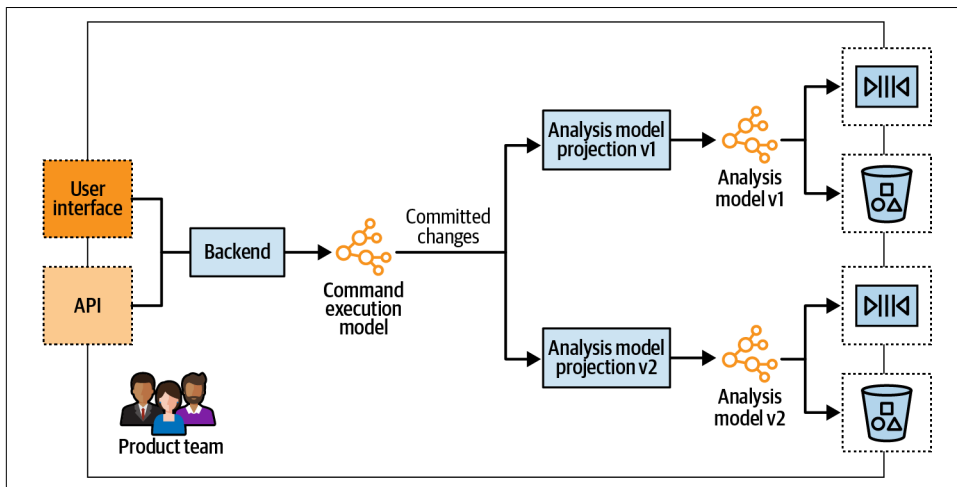 User
interface
API
Backend
Command
execution
model
Committed
changes
Analysis model
projection v1
Analysis
model v1
Analysis model
projection v2
Analysis
model v2
Product team